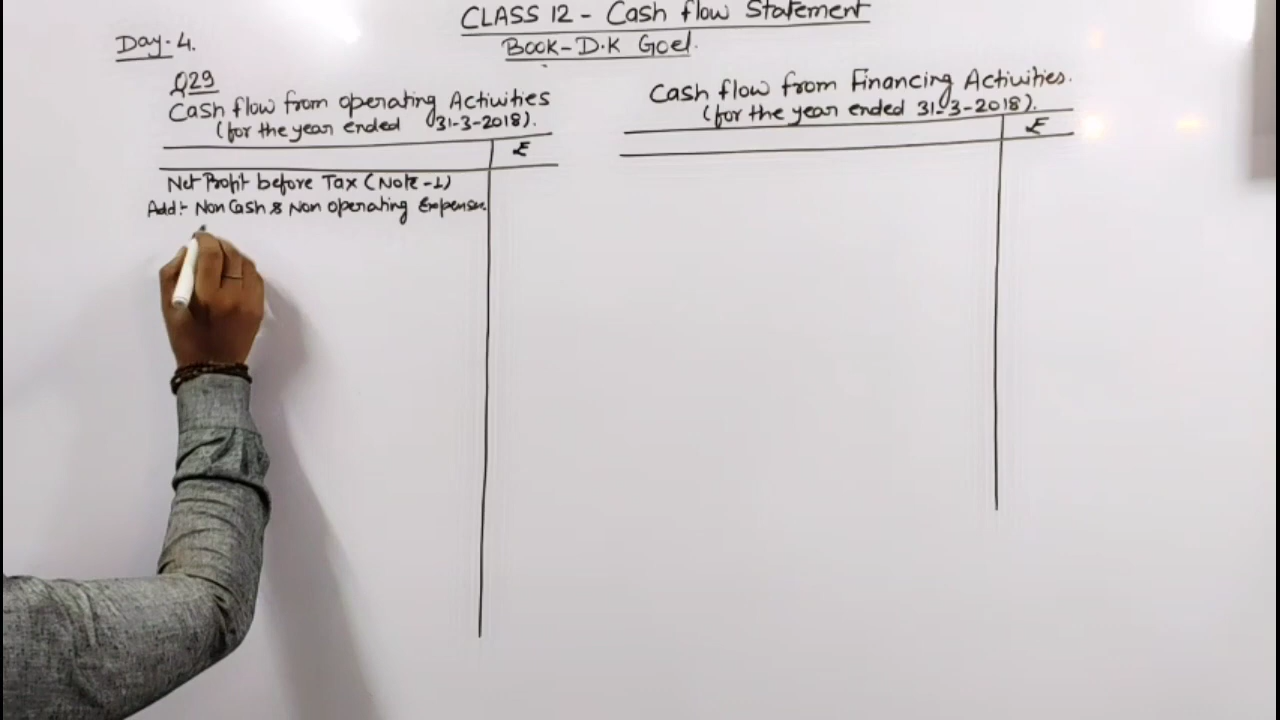 CLASS 12 - Cash flow Statement
Day-4.
Book-D.K Goel.
Q29
Cash flow from operating Activities
(for the year ended 31-3-2018).
₹
Net Profit before Tax (Note-1)
Add:- Non Cash & Non operating Expenses
Cash flow from Financing Activities.
(for the year ended 31-3-2018).
₹